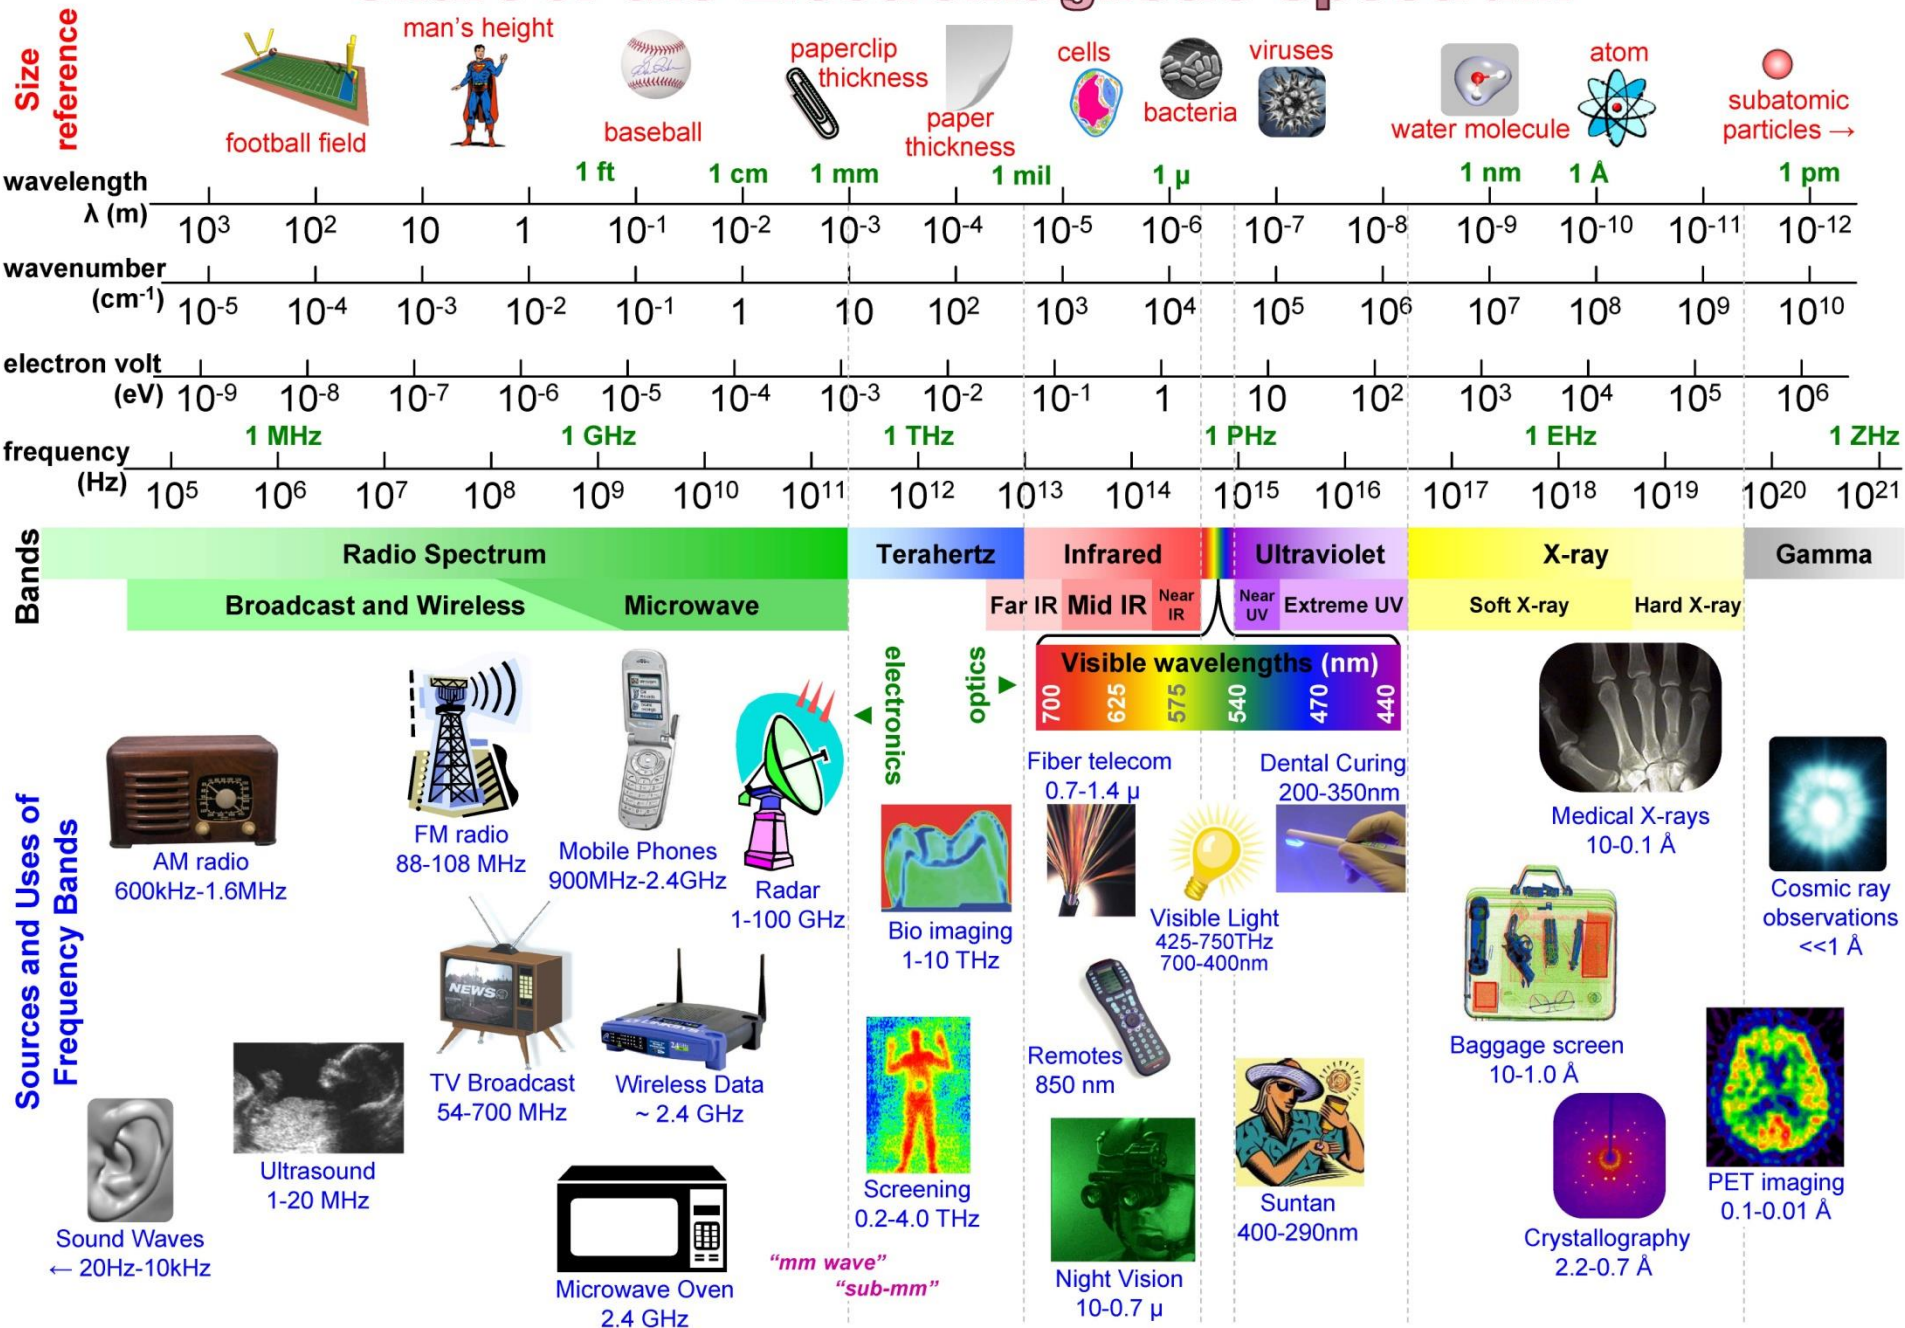 Size reference
football field
man's height
baseball
paperclip thickness
paper thickness
cells
bacteria
viruses
water molecule
atom
subatomic particles →
1 ft 1 cm 1 mm 1 mil 1 µ 1 nm 1 Å 1 pm
wavelength λ (m)
10³ 10² 10 1 10⁻¹ 10⁻² 10⁻³ 10⁻⁴ 10⁻⁵ 10⁻⁶ 10⁻⁷ 10⁻⁸ 10⁻⁹ 10⁻¹⁰ 10⁻¹¹ 10⁻¹²
wavenumber (cm⁻¹)
10⁻⁵ 10⁻⁴ 10⁻³ 10⁻² 10⁻¹ 1 10 10² 10³ 10⁴ 10⁵ 10⁶ 10⁷ 10⁸ 10⁹ 10¹⁰
electron volt (eV)
10⁻⁹ 10⁻⁸ 10⁻⁷ 10⁻⁶ 10⁻⁵ 10⁻⁴ 10⁻³ 10⁻² 10⁻¹ 1 10 10² 10³ 10⁴ 10⁵ 10⁶
1 MHz 1 GHz 1 THz 1 PHz 1 EHz 1 ZHz
frequency (Hz)
10⁵ 10⁶ 10⁷ 10⁸ 10⁹ 10¹⁰ 10¹¹ 10¹² 10¹³ 10¹⁴ 10¹⁵ 10¹⁶ 10¹⁷ 10¹⁸ 10¹⁹ 10²⁰ 10²¹
Bands
Radio Spectrum Terahertz Infrared Ultraviolet X-ray Gamma
Broadcast and Wireless Microwave Far IR Mid IR Near IR Near UV Extreme UV Soft X-ray Hard X-ray
electronics
optics
Visible wavelengths (nm)
700 625 575 540 470 440
Sources and Uses of
Frequency Bands
AM radio
600kHz-1.6MHz
FM radio
88-108 MHz
Mobile Phones
900MHz-2.4GHz
Radar
1-100 GHz
Bio imaging
1-10 THz
Fiber telecom
0.7-1.4 µ
Visible Light
425-750THz
700-400nm
Dental Curing
200-350nm
Medical X-rays
10-0.1 Å
Cosmic ray
observations
<<1 Å
NEWS9
TV Broadcast
54-700 MHz
Wireless Data
~ 2.4 GHz
Screening
0.2-4.0 THz
Remotes
850 nm
Baggage screen
10-1.0 Å
PET imaging
0.1-0.01 Å
Sound Waves
← 20Hz-10kHz
Ultrasound
1-20 MHz
Microwave Oven
2.4 GHz
"mm wave"
"sub-mm"
Night Vision
10-0.7 µ
Suntan
400-290nm
Crystallography
2.2-0.7 Å